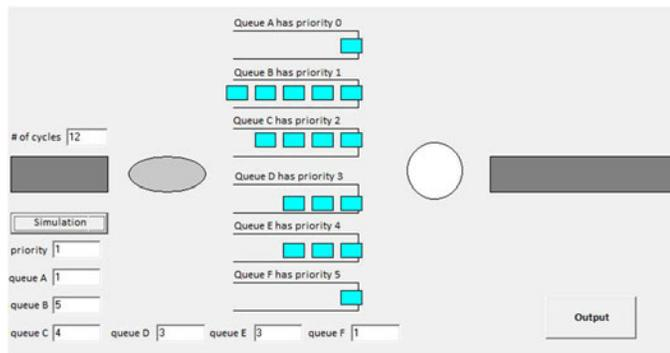 Queue A has priority 0
Queue B has priority 1
Queue C has priority 2
# of cycles 12
Queue D has priority 3
Simulation
Queue E has priority 4
priority 1
queue A 1
Queue F has priority 5
queue B 5
Output
queue C 4 queue D 3 queue E 3 queue F 1